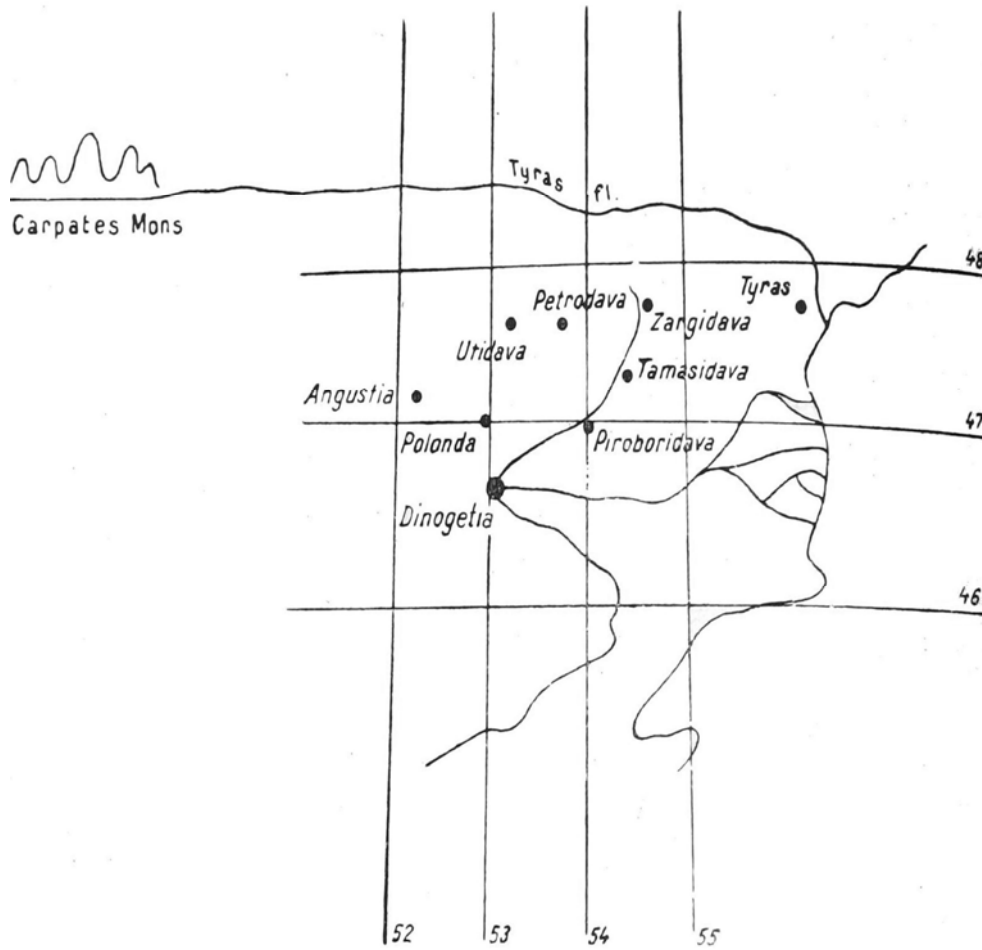 Tyras fl.
Carpates Mons
48
Petrodava
Tyras
Zargidava
Utidava
Tamasidava
Angustia
47
Polonda
Piroboridava
Dinogetia
46
52
53
54
55